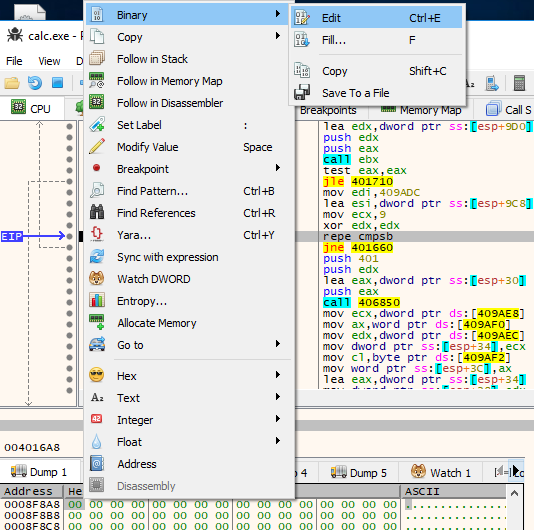 calc.exe - P
File View
CPU
Binary
Copy
Follow in Stack
Follow in Memory Map
Follow in Disassembler
Set Label :
Modify Value Space
Breakpoint
Find Pattern... Ctrl+B
Find References Ctrl+R
Yara... Ctrl+Y
Sync with expression
Watch DWORD
Entropy...
Allocate Memory
Go to
Hex
Text
Integer
Float
Address
Disassembly
Edit Ctrl+E
Fill... F
Copy Shift+C
Save To a File
Breakpoints Memory Map Call S
EIP
lea edx,dword ptr ss:[esp+9D0]
push edx
push eax
call ebx
test eax,eax
jle 401710
mov edi,409ADC
lea esi,dword ptr ss:[esp+9C8]
mov ecx,9
xor edx,edx
repe cmpsb
jne 401660
push 401
push edx
lea eax,dword ptr ss:[esp+30]
push eax
call 406850
mov ecx,dword ptr ds:[409AE8]
mov ax,word ptr ds:[409AF0]
mov edx,dword ptr ds:[409AEC]
mov dword ptr ss:[esp+34],ecx
mov cl,byte ptr ds:[409AF2]
mov word ptr ss:[esp+3C],ax
lea eax,dword ptr ss:[esp+34]
004016A8
Dump 1 4 Dump 5 Watch 1
Address He ASCII
0008F8A8 00 00 00 00 00 00 00 00 00 00 00 00 00
0008F8B8 00 00 00 00 00 00 00 00 00 00 00 00 00
0008F8C8 00 00 00 00 00 00 00 00 00 00 00 00 00